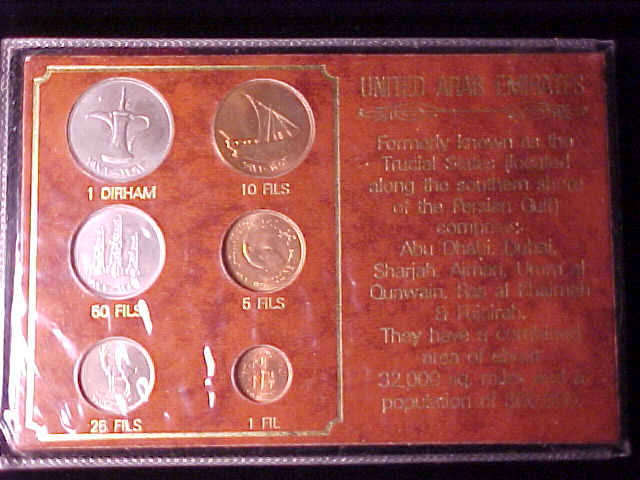 1 DIRHAM
10 FILS
50 FILS
5 FILS
25 FILS
1 FIL
UNITED ARAB EMIRATES
Formerly known as the
Trucial States (located
along the southern shore
of the Persian Gulf)
comprise:
Abu Dhabi, Dubai,
Sharjah, Ajman, Umm al
Qunwain, Ras al Khaimah
& Fujairah.
They have a combined
area of about
32,000 sq. miles and a
population of